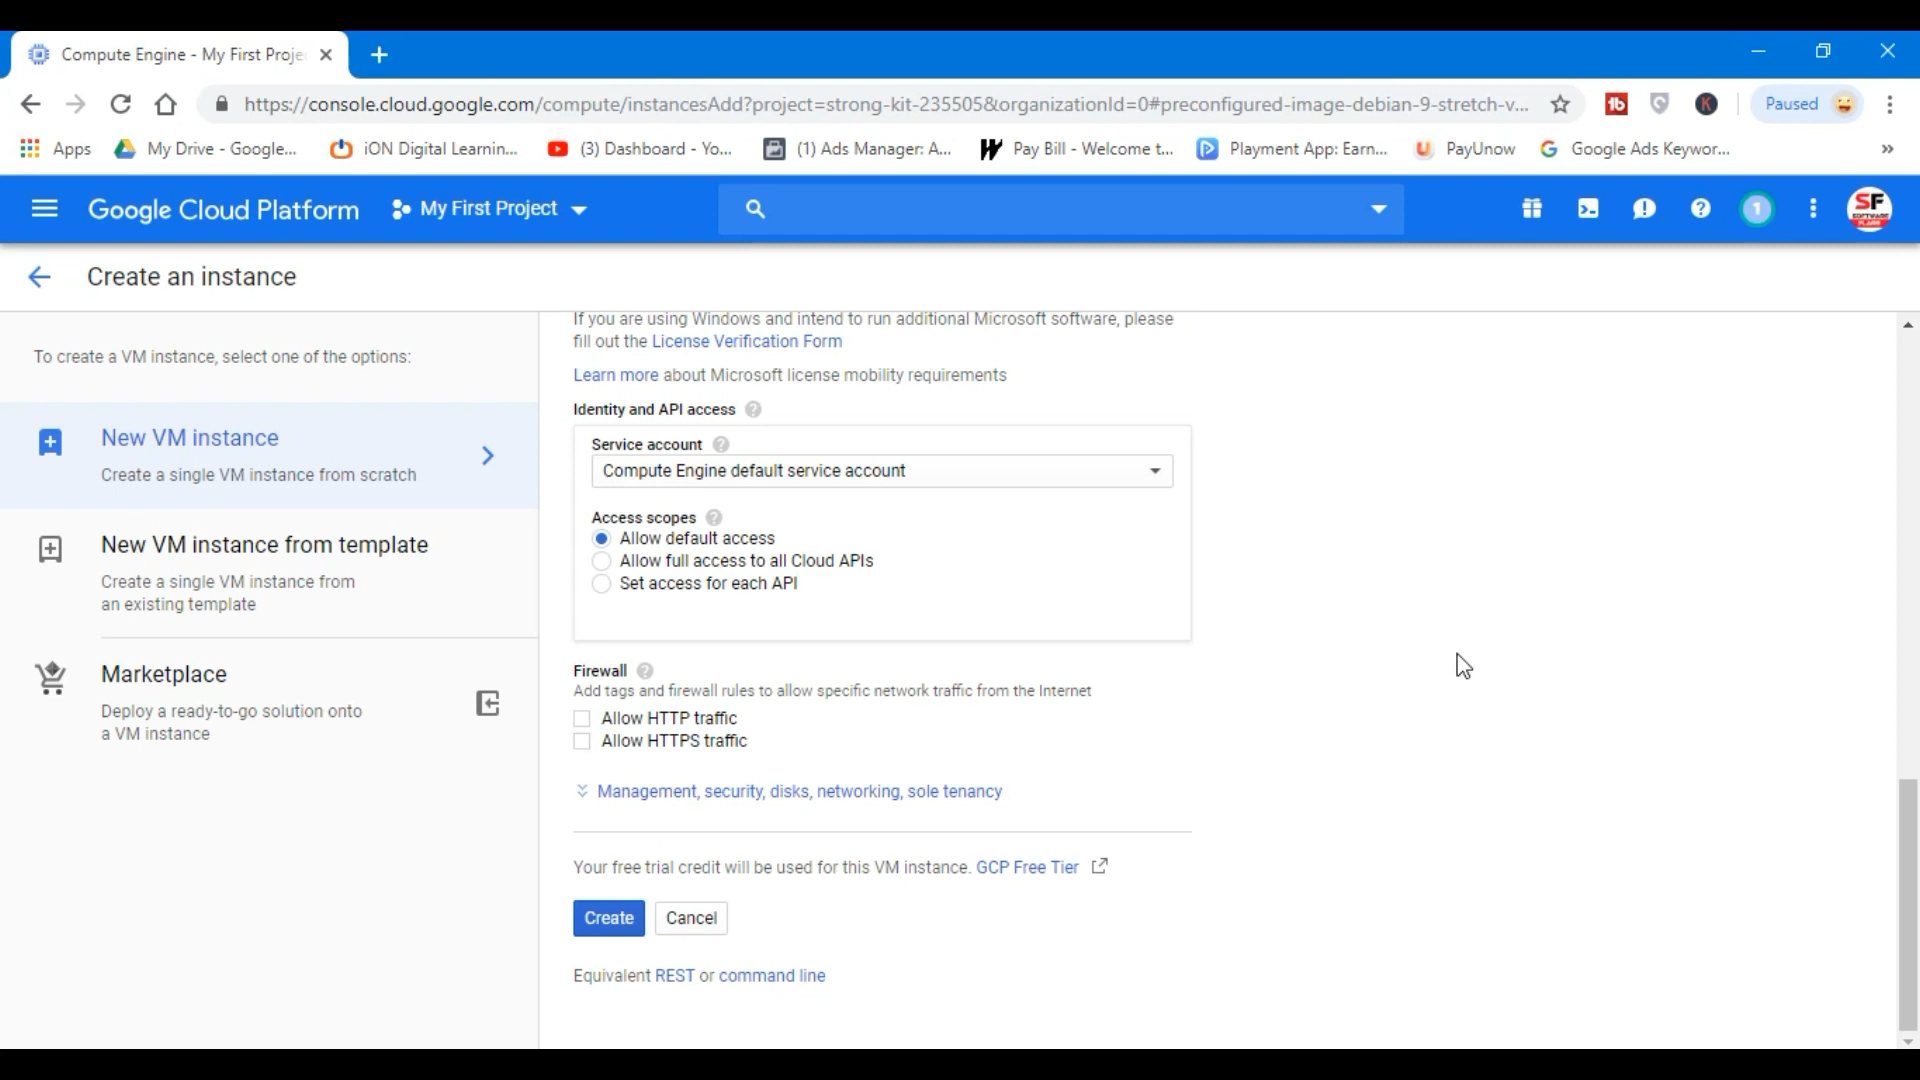 Compute Engine - My First Proje
https://console.cloud.google.com/compute/instancesAdd?project=strong-kit-235505&organizationId=0#preconfigured-image-debian-9-stretch-v...
Paused
Apps
My Drive - Google...
iON Digital Learnin...
(3) Dashboard - Yo...
(1) Ads Manager: A...
Pay Bill - Welcome t...
Playment App: Earn...
PayUnow
Google Ads Keywor...
»
Google Cloud Platform
My First Project
1
SF
Create an instance
To create a VM instance, select one of the options:
New VM instance
Create a single VM instance from scratch
New VM instance from template
Create a single VM instance from
an existing template
Marketplace
Deploy a ready-to-go solution onto
a VM instance
If you are using Windows and intend to run additional Microsoft software, please
fill out the License Verification Form
Learn more about Microsoft license mobility requirements
Identity and API access
Service account
Compute Engine default service account
Access scopes
Allow default access
Allow full access to all Cloud APIs
Set access for each API
Firewall
Add tags and firewall rules to allow specific network traffic from the Internet
Allow HTTP traffic
Allow HTTPS traffic
Management, security, disks, networking, sole tenancy
Your free trial credit will be used for this VM instance. GCP Free Tier
Create
Cancel
Equivalent REST or command line